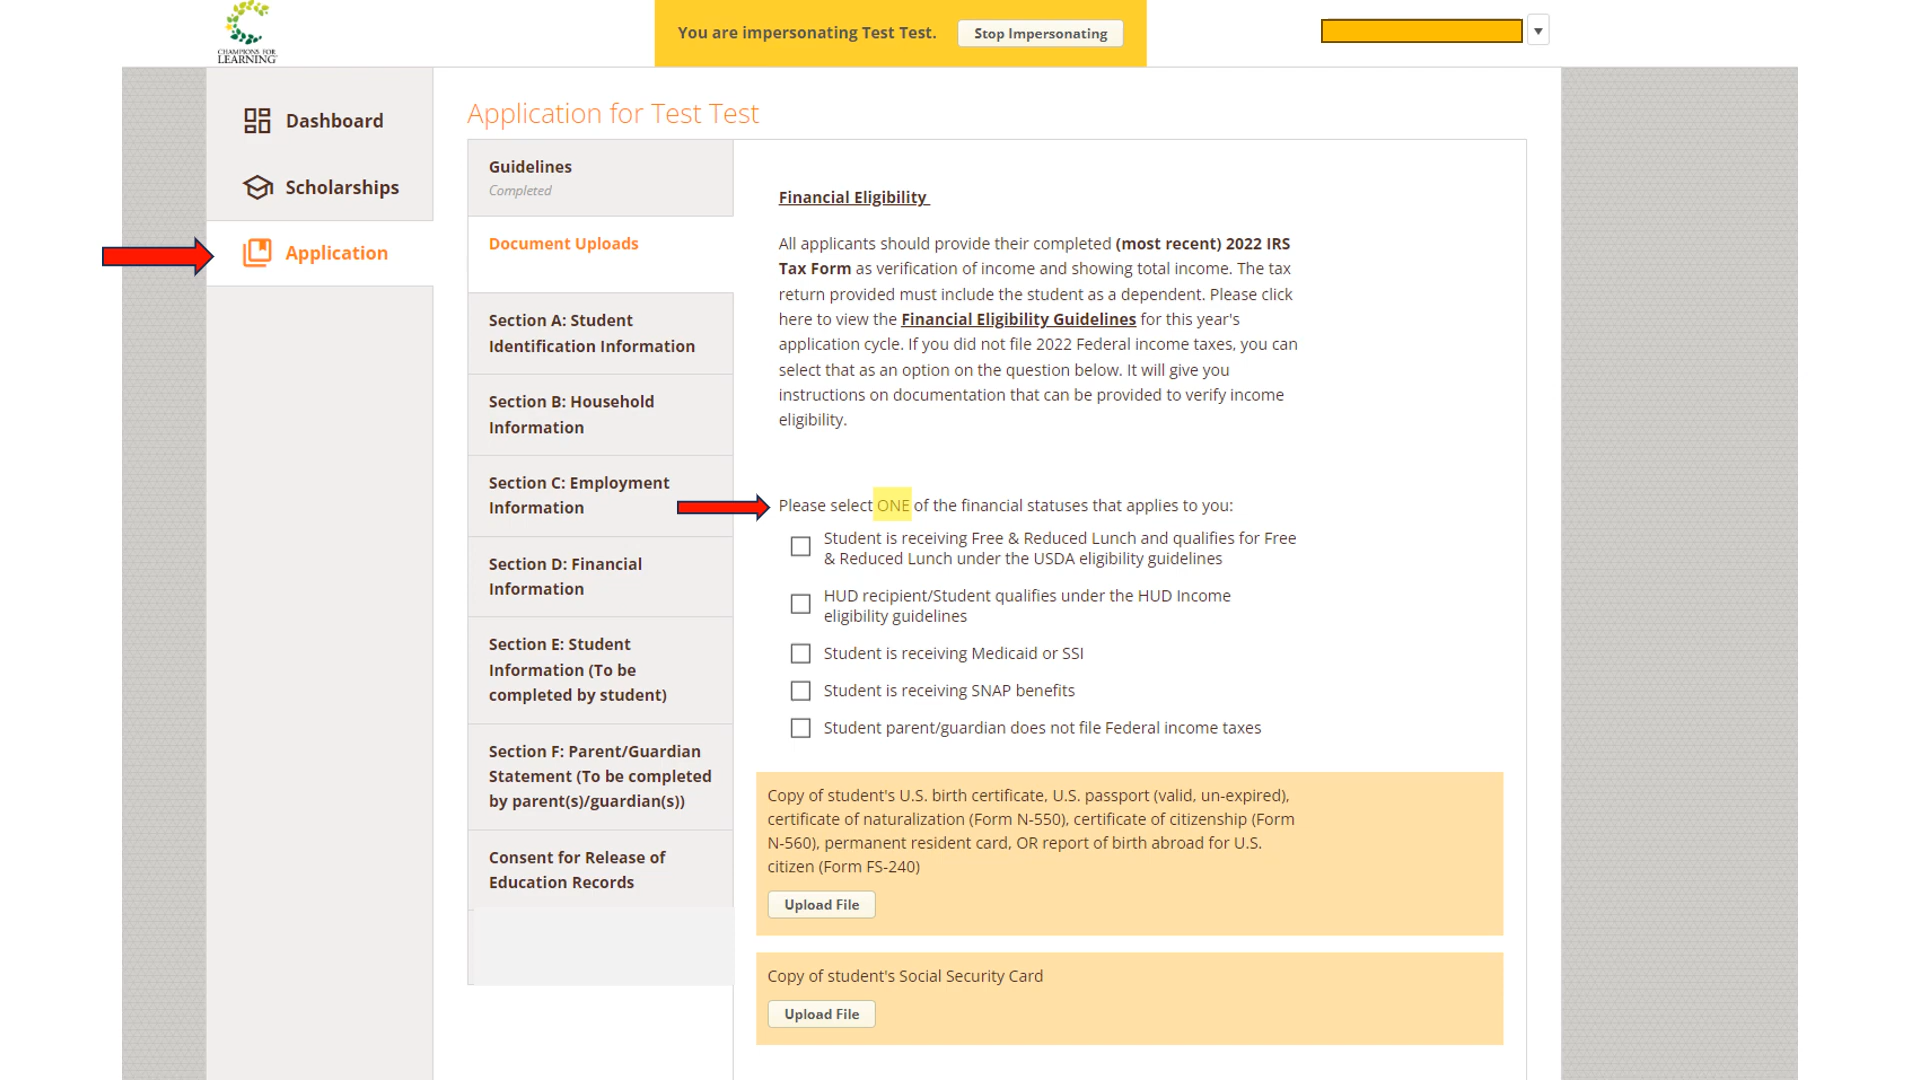 CHAMPIONS FOR
LEARNING
You are impersonating Test Test.
Stop Impersonating
Dashboard
Scholarships
Application
Application for Test Test
Guidelines
Completed
Document Uploads
Section A: Student
Identification Information
Section B: Household
Information
Section C: Employment
Information
Section D: Financial
Information
Section E: Student
Information (To be
completed by student)
Section F: Parent/Guardian
Statement (To be completed
by parent(s)/guardian(s))
Consent for Release of
Education Records
Financial Eligibility
All applicants should provide their completed (most recent) 2022 IRS
Tax Form as verification of income and showing total income. The tax
return provided must include the student as a dependent. Please click
here to view the Financial Eligibility Guidelines for this year's
application cycle. If you did not file 2022 Federal income taxes, you can
select that as an option on the question below. It will give you
instructions on documentation that can be provided to verify income
eligibility.
Please select ONE of the financial statuses that applies to you:
Student is receiving Free & Reduced Lunch and qualifies for Free
& Reduced Lunch under the USDA eligibility guidelines
HUD recipient/Student qualifies under the HUD Income
eligibility guidelines
Student is receiving Medicaid or SSI
Student is receiving SNAP benefits
Student parent/guardian does not file Federal income taxes
Copy of student's U.S. birth certificate, U.S. passport (valid, un-expired),
certificate of naturalization (Form N-550), certificate of citizenship (Form
N-560), permanent resident card, OR report of birth abroad for U.S.
citizen (Form FS-240)
Upload File
Copy of student's Social Security Card
Upload File